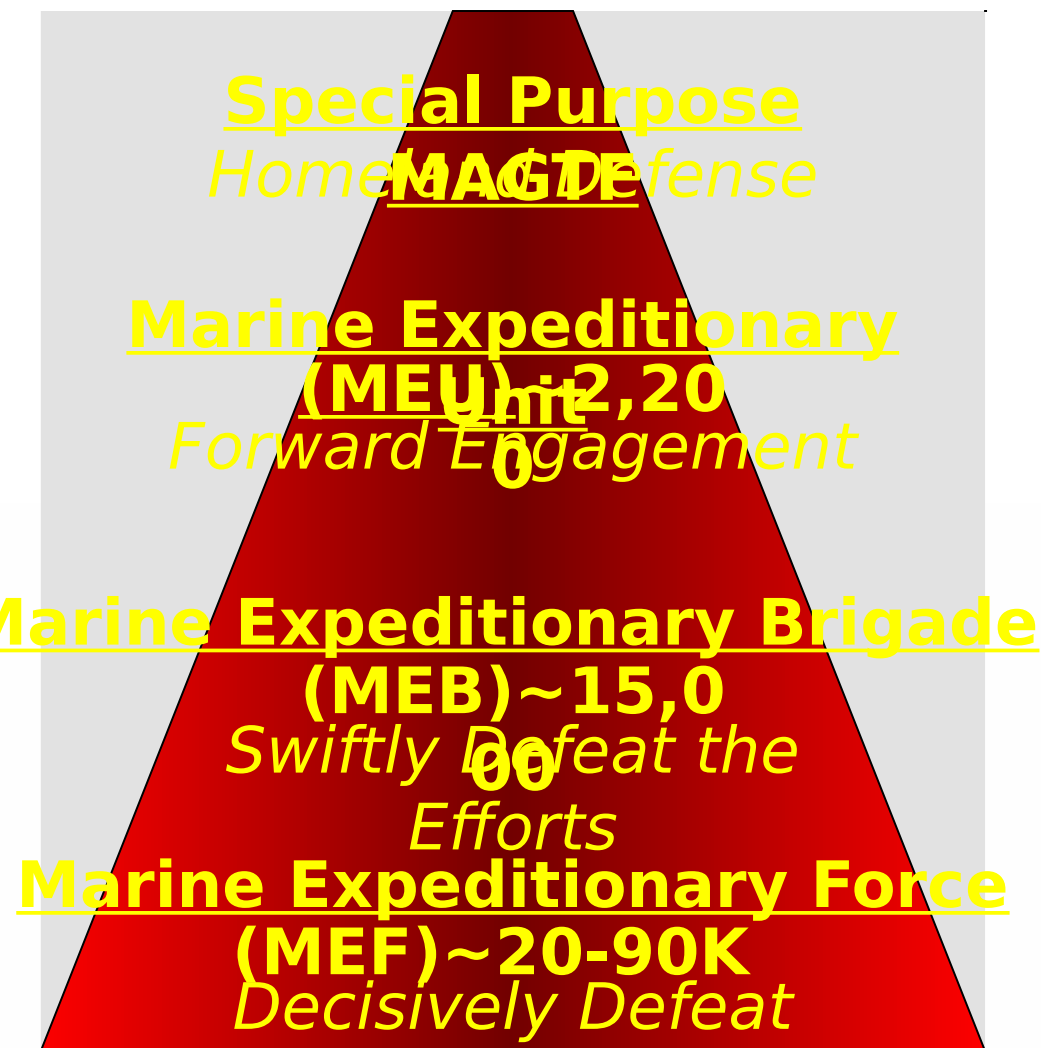 Special Purpose
MAGTF
Homeland Defense
Marine Expeditionary
Unit
(MEU)~2,20
0
Forward Engagement
Marine Expeditionary Brigade
(MEB)~15,0
00
Swiftly Defeat the
Efforts
Marine Expeditionary Force
(MEF)~20-90K
Decisively Defeat